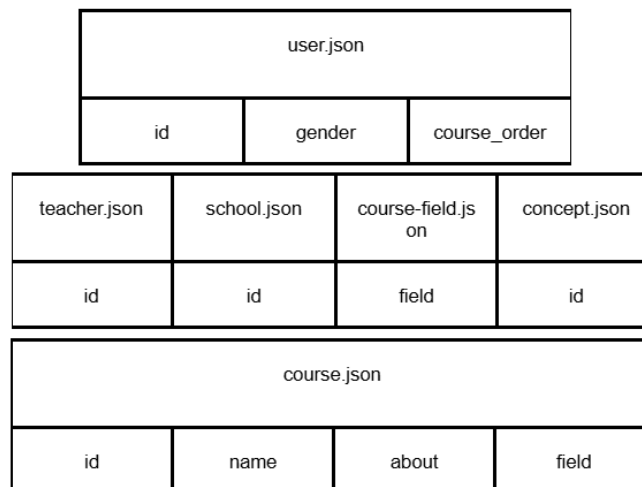 user.json
id gender course_order
teacher.json school.json course-field.js concept.json
on
id id field id
course.json
id name about field